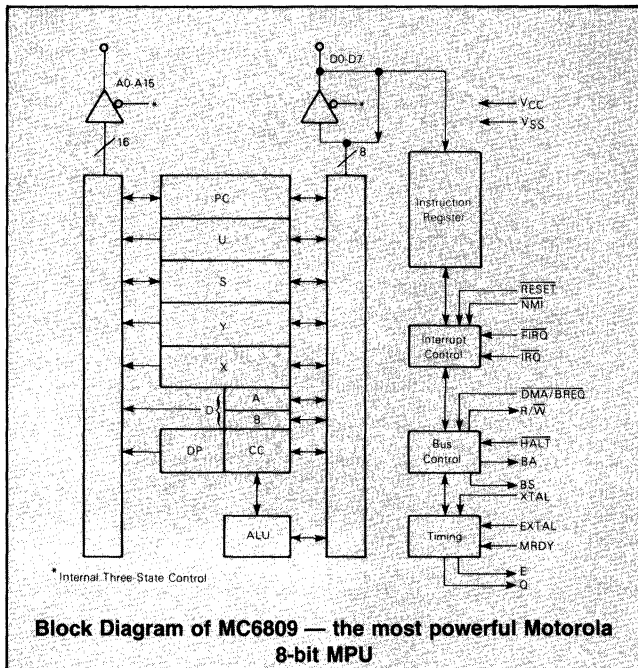 A0-A15
*
16
D0-D7
*
8
VCC
VSS
PC
U
S
Y
X
D{
A
B
DP
CC
ALU
Instruction
Register
RESET
NMI
Interrupt
Control
FIRQ
IRQ
DMA/BREQ
R/W
Bus
Control
HALT
BA
BS
XTAL
Timing
EXTAL
MRDY
E
Q
* Internal Three-State Control
Block Diagram of MC6809 — the most powerful Motorola
8-bit MPU